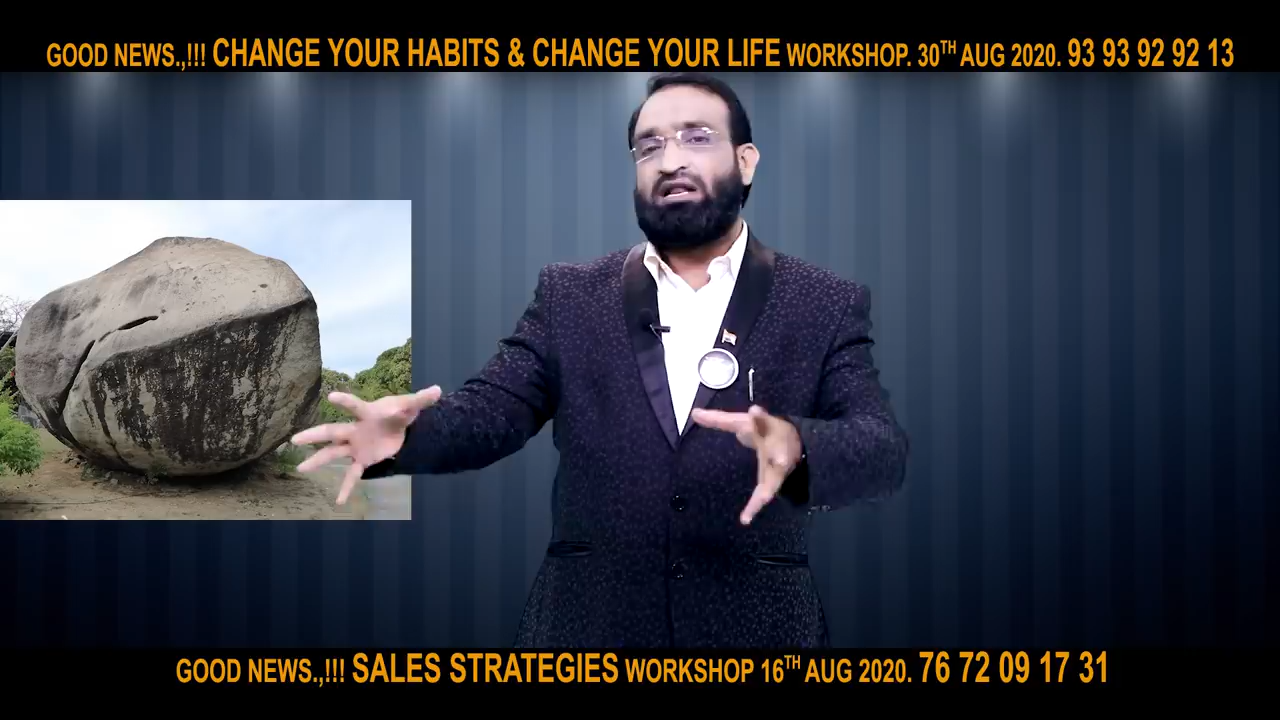 GOOD NEWS.,!!! CHANGE YOUR HABITS & CHANGE YOUR LIFE WORKSHOP. 30TH AUG 2020. 93 93 92 92 13
GOOD NEWS.,!!! SALES STRATEGIES WORKSHOP 16TH AUG 2020. 76 72 09 17 31